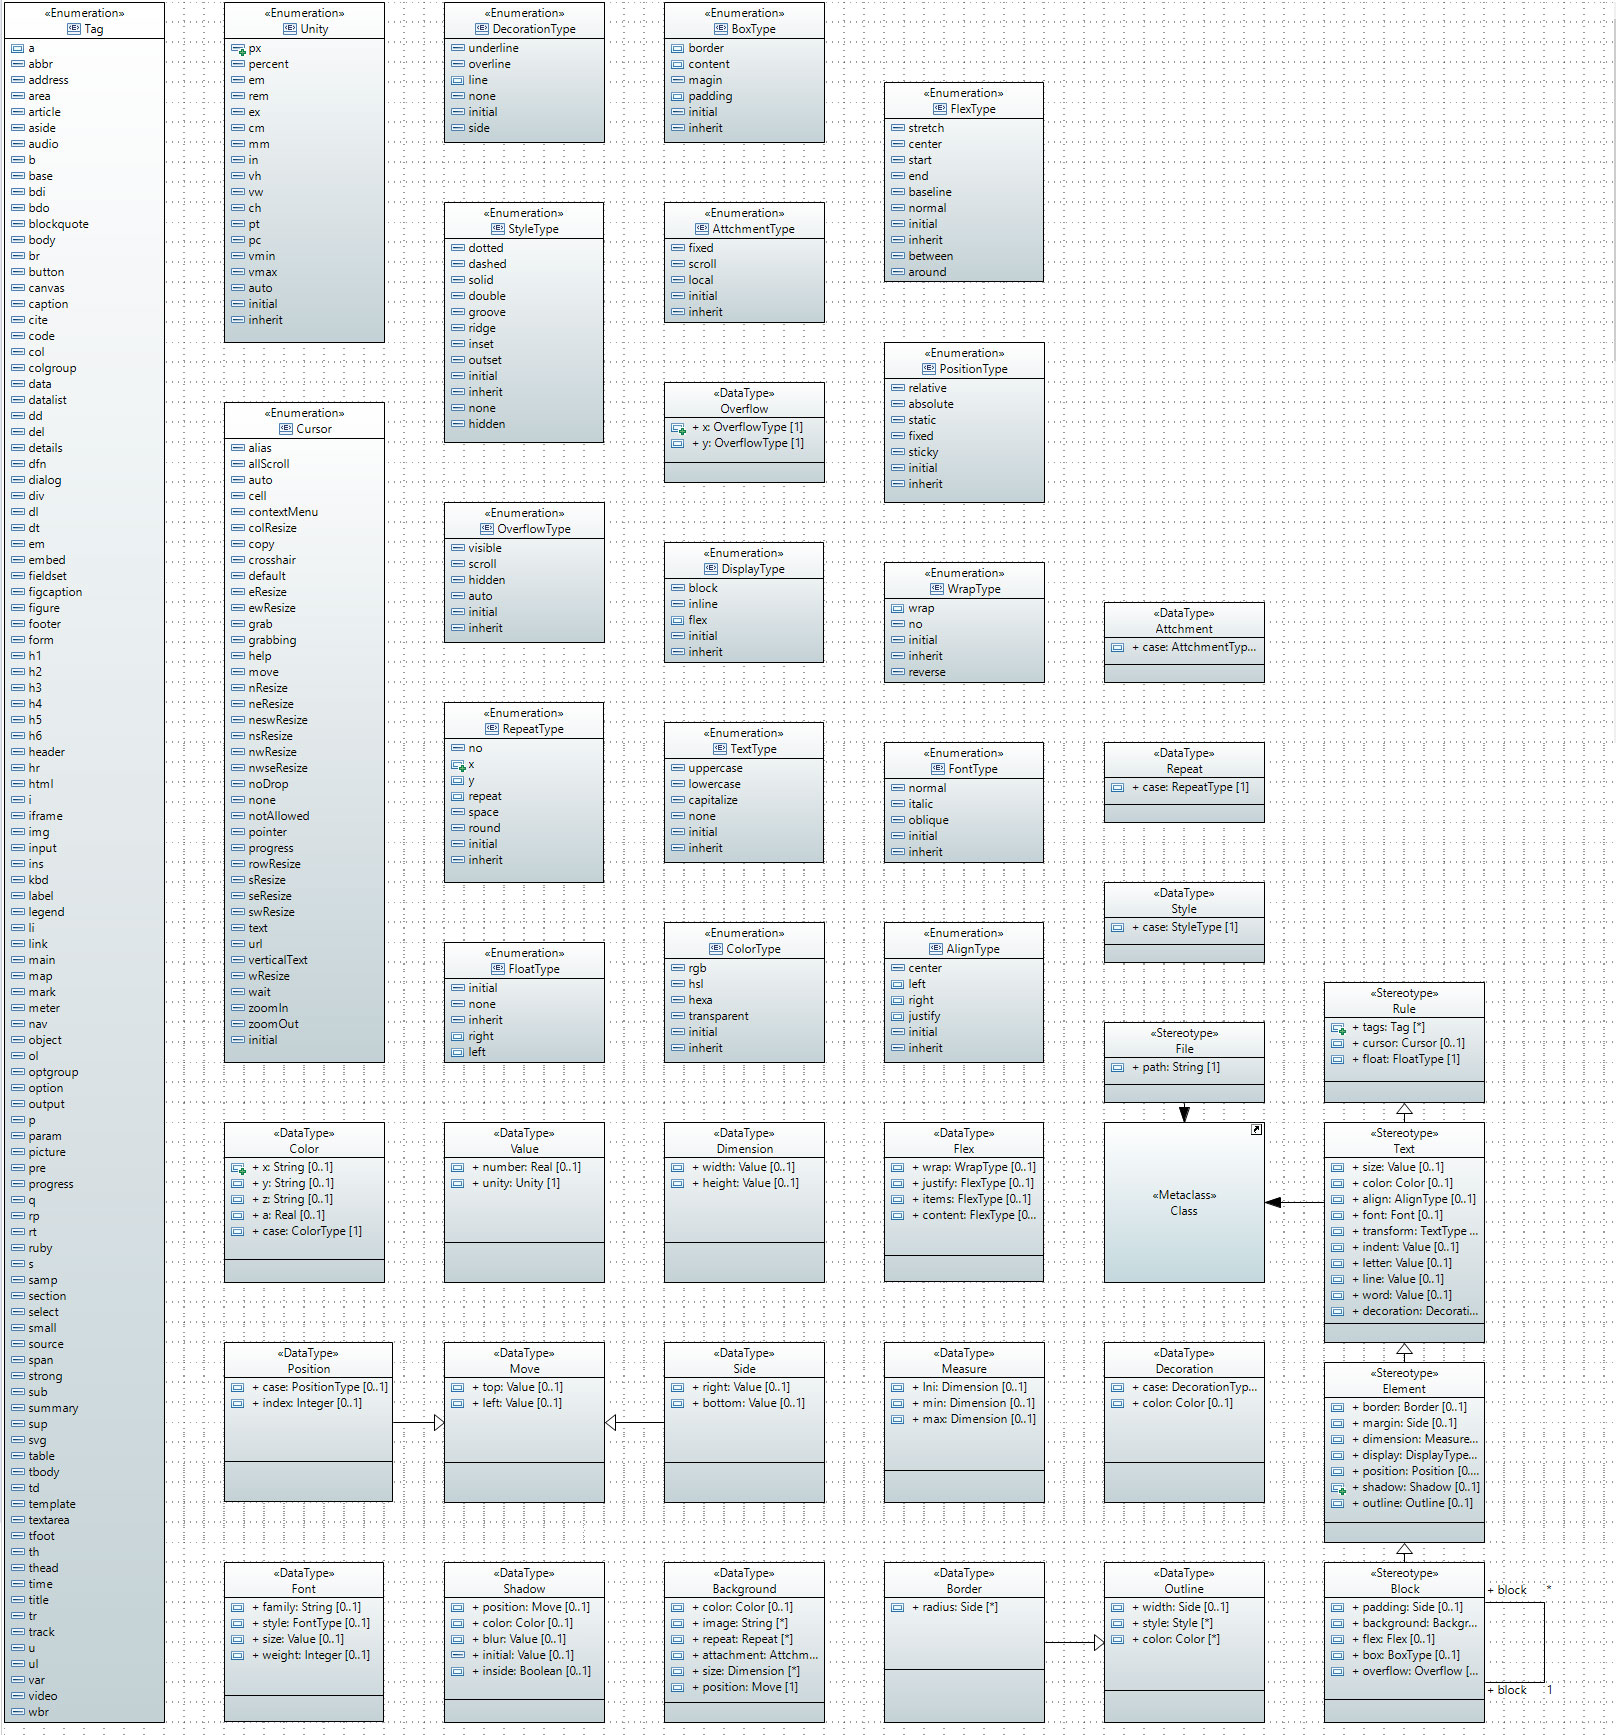 «Enumeration»
Tag
a
abbr
address
area
article
aside
audio
b
base
bdi
bdo
blockquote
body
br
button
canvas
caption
cite
code
col
colgroup
data
datalist
dd
del
details
dfn
dialog
div
dl
dt
em
embed
fieldset
figcaption
figure
footer
form
h1
h2
h3
h4
h5
h6
header
hr
html
i
iframe
img
input
ins
kbd
label
legend
li
link
main
map
mark
meter
nav
object
ol
optgroup
option
output
p
param
picture
pre
progress
q
rp
rt
ruby
s
samp
section
select
small
source
span
strong
sub
summary
sup
svg
table
tbody
td
template
textarea
tfoot
th
thead
time
title
tr
track
u
ul
var
video
wbr
«Enumeration»
Unity
px
percent
em
rem
ex
cm
mm
in
vh
vw
ch
pt
pc
vmin
vmax
auto
initial
inherit
«Enumeration»
Cursor
alias
allScroll
auto
cell
contextMenu
colResize
copy
crosshair
default
eResize
ewResize
grab
grabbing
help
move
nResize
neResize
neswResize
nsResize
nwResize
nwseResize
noDrop
none
notAllowed
pointer
progress
rowResize
sResize
seResize
swResize
text
url
verticalText
wResize
wait
zoomIn
zoomOut
initial
«DataType»
Color
+ x: String [0..1]
+ y: String [0..1]
+ z: String [0..1]
+ a: Real [0..1]
+ case: ColorType [1]
«DataType»
Position
+ case: PositionType [0..1]
+ index: Integer [0..1]
«DataType»
Font
+ family: String [0..1]
+ style: FontType [0..1]
+ size: Value [0..1]
+ weight: Integer [0..1]
«Enumeration»
DecorationType
underline
overline
line
none
initial
side
«Enumeration»
StyleType
dotted
dashed
solid
double
groove
ridge
inset
outset
initial
inherit
none
hidden
«Enumeration»
OverflowType
visible
scroll
hidden
auto
initial
inherit
«Enumeration»
RepeatType
no
x
y
repeat
space
round
initial
inherit
«Enumeration»
FloatType
initial
none
inherit
right
left
«DataType»
Value
+ number: Real [0..1]
+ unity: Unity [1]
«DataType»
Move
+ top: Value [0..1]
+ left: Value [0..1]
«DataType»
Shadow
+ position: Move [0..1]
+ color: Color [0..1]
+ blur: Value [0..1]
+ initial: Value [0..1]
+ inside: Boolean [0..1]
«Enumeration»
BoxType
border
content
magin
padding
initial
inherit
«Enumeration»
AttchmentType
fixed
scroll
local
initial
inherit
«DataType»
Overflow
+ x: OverflowType [1]
+ y: OverflowType [1]
«Enumeration»
DisplayType
block
inline
flex
initial
inherit
«Enumeration»
TextType
uppercase
lowercase
capitalize
none
initial
inherit
«Enumeration»
ColorType
rgb
hsl
hexa
transparent
initial
inherit
«DataType»
Dimension
+ width: Value [0..1]
+ height: Value [0..1]
«DataType»
Side
+ right: Value [0..1]
+ bottom: Value [0..1]
«DataType»
Background
+ color: Color [0..1]
+ image: String [*]
+ repeat: Repeat [*]
+ attachment: Attchm...
+ size: Dimension [*]
+ position: Move [1]
«Enumeration»
FlexType
stretch
center
start
end
baseline
normal
initial
inherit
between
around
«Enumeration»
PositionType
relative
absolute
static
fixed
sticky
initial
inherit
«Enumeration»
WrapType
wrap
no
initial
inherit
reverse
«Enumeration»
FontType
normal
italic
oblique
initial
inherit
«Enumeration»
AlignType
center
left
right
justify
initial
inherit
«DataType»
Flex
+ wrap: WrapType [0..1]
+ justify: FlexType [0..1]
+ items: FlexType [0..1]
+ content: FlexType [0...
«DataType»
Measure
+ Ini: Dimension [0..1]
+ min: Dimension [0..1]
+ max: Dimension [0..1]
«DataType»
Border
+ radius: Side [*]
«DataType»
Attchment
+ case: AttchmentTyp...
«DataType»
Repeat
+ case: RepeatType [1]
«DataType»
Style
+ case: StyleType [1]
«Stereotype»
File
+ path: String [1]
«Metaclass»
Class
«DataType»
Decoration
+ case: DecorationTyp...
+ color: Color [0..1]
«DataType»
Outline
+ width: Side [0..1]
+ style: Style [*]
+ color: Color [*]
«Stereotype»
Rule
+ tags: Tag [*]
+ cursor: Cursor [0..1]
+ float: FloatType [1]
«Stereotype»
Text
+ size: Value [0..1]
+ color: Color [0..1]
+ align: AlignType [0..1]
+ font: Font [0..1]
+ transform: TextType ...
+ indent: Value [0..1]
+ letter: Value [0..1]
+ line: Value [0..1]
+ word: Value [0..1]
+ decoration: Decorati...
«Stereotype»
Element
+ border: Border [0..1]
+ margin: Side [0..1]
+ dimension: Measure...
+ display: DisplayType...
+ position: Position [0....
+ shadow: Shadow [0..1]
+ outline: Outline [0..1]
«Stereotype»
Block
+ padding: Side [0..1]
+ background: Backgr...
+ flex: Flex [0..1]
+ box: BoxType [0..1]
+ overflow: Overflow [...
+ block *
+ block 1